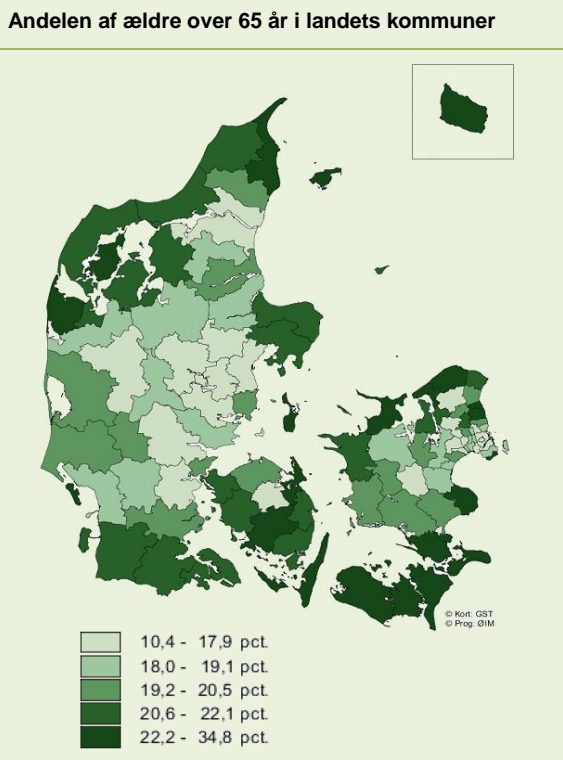 Andelen af ældre over 65 år i landets kommuner
© Kort: GST
© Prog: ØIM
10,4 - 17,9 pct.
18,0 - 19,1 pct.
19,2 - 20,5 pct.
20,6 - 22,1 pct.
22,2 - 34,8 pct.